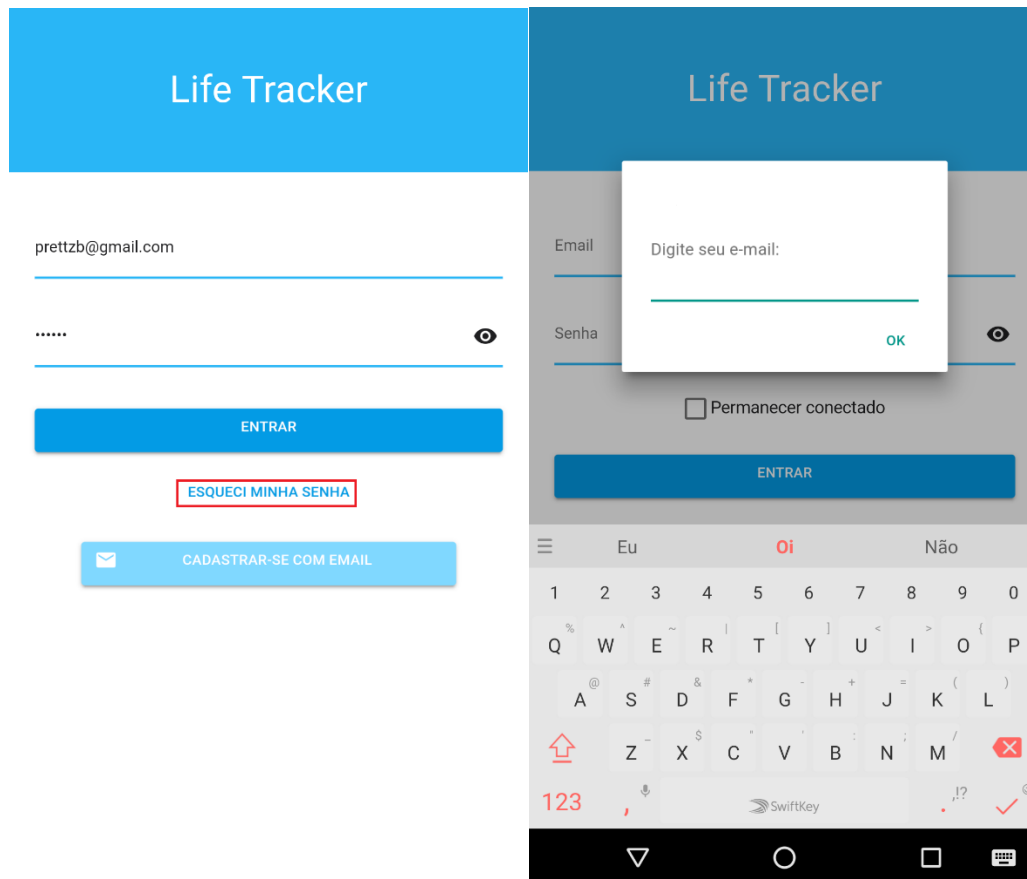 Life Tracker
prettzb@gmail.com
••••••
ENTRAR
ESQUECI MINHA SENHA
CADASTRAR-SE COM EMAIL
Life Tracker
Email
Digite seu e-mail:
Senha
OK
Permanecer conectado
ENTRAR
Eu Oi Não
1 2 3 4 5 6 7 8 9 0
% ^ ~ | [ ] < > {
Q W E R T Y U I O P
@ # & * - + = ( )
A S D F G H J K L
_ $ " ' : ; /
Z X C V B N M
123 , SwiftKey . ,!?